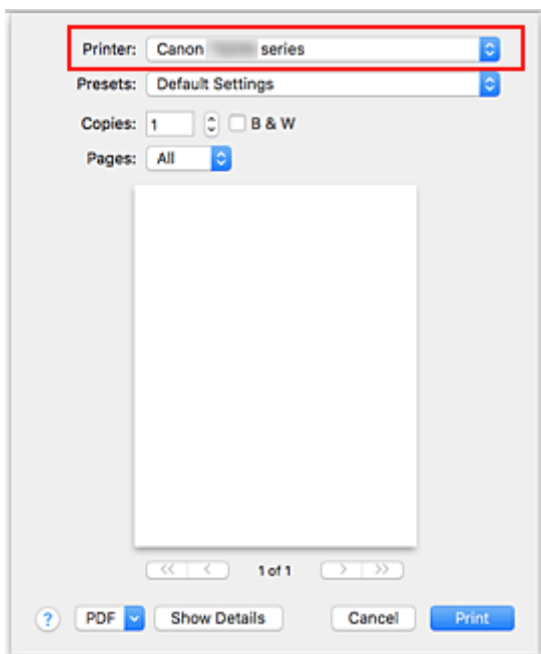 Printer: Canon series
Presets: Default Settings
Copies: 1 B & W
Pages: All
<< < 1 of 1 > >>
? PDF Show Details Cancel Print